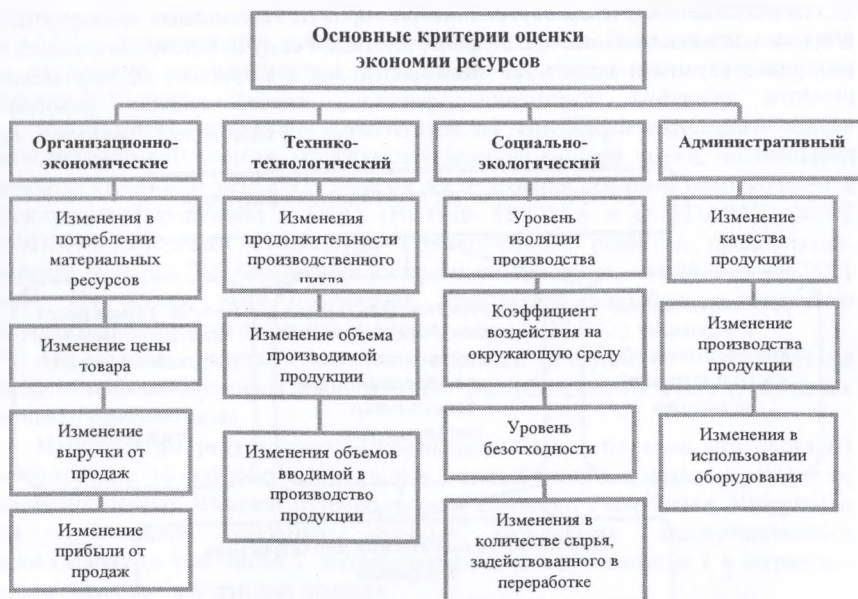 Основные критерии оценки
экономии ресурсов
Организационно-
экономический
Изменения в
потреблении
материальных
ресурсов
Изменение цены
товара
Изменение
выручки от
продаж
Изменение
прибыли от
продаж
Технико-
технологический
Изменения
продолжительности
производственного
цикла
Изменение объема
производимой
продукции
Изменения объемов
вводимой в
производство
продукции
Социально-
экологический
Уровень
изоляции
производства
Коэффициент
воздействия на
окружающую среду
Уровень
безотходности
Изменения в
количестве сырья,
задействованного в
переработке
Административный
Изменение
качества
продукции
Изменение
производства
продукции
Изменения в
использовании
оборудования